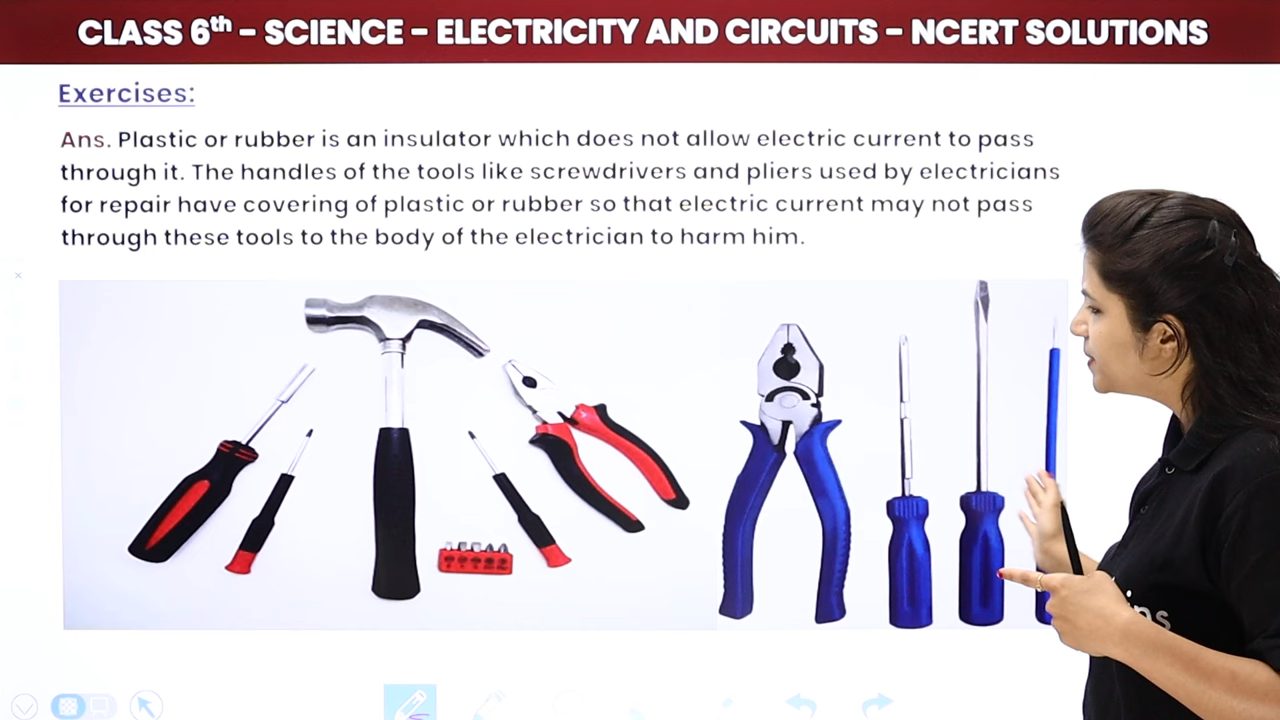 CLASS 6th – SCIENCE – ELECTRICITY AND CIRCUITS – NCERT SOLUTIONS
Exercises:
Ans. Plastic or rubber is an insulator which does not allow electric current to pass
through it. The handles of the tools like screwdrivers and pliers used by electricians
for repair have covering of plastic or rubber so that electric current may not pass
through these tools to the body of the electrician to harm him.